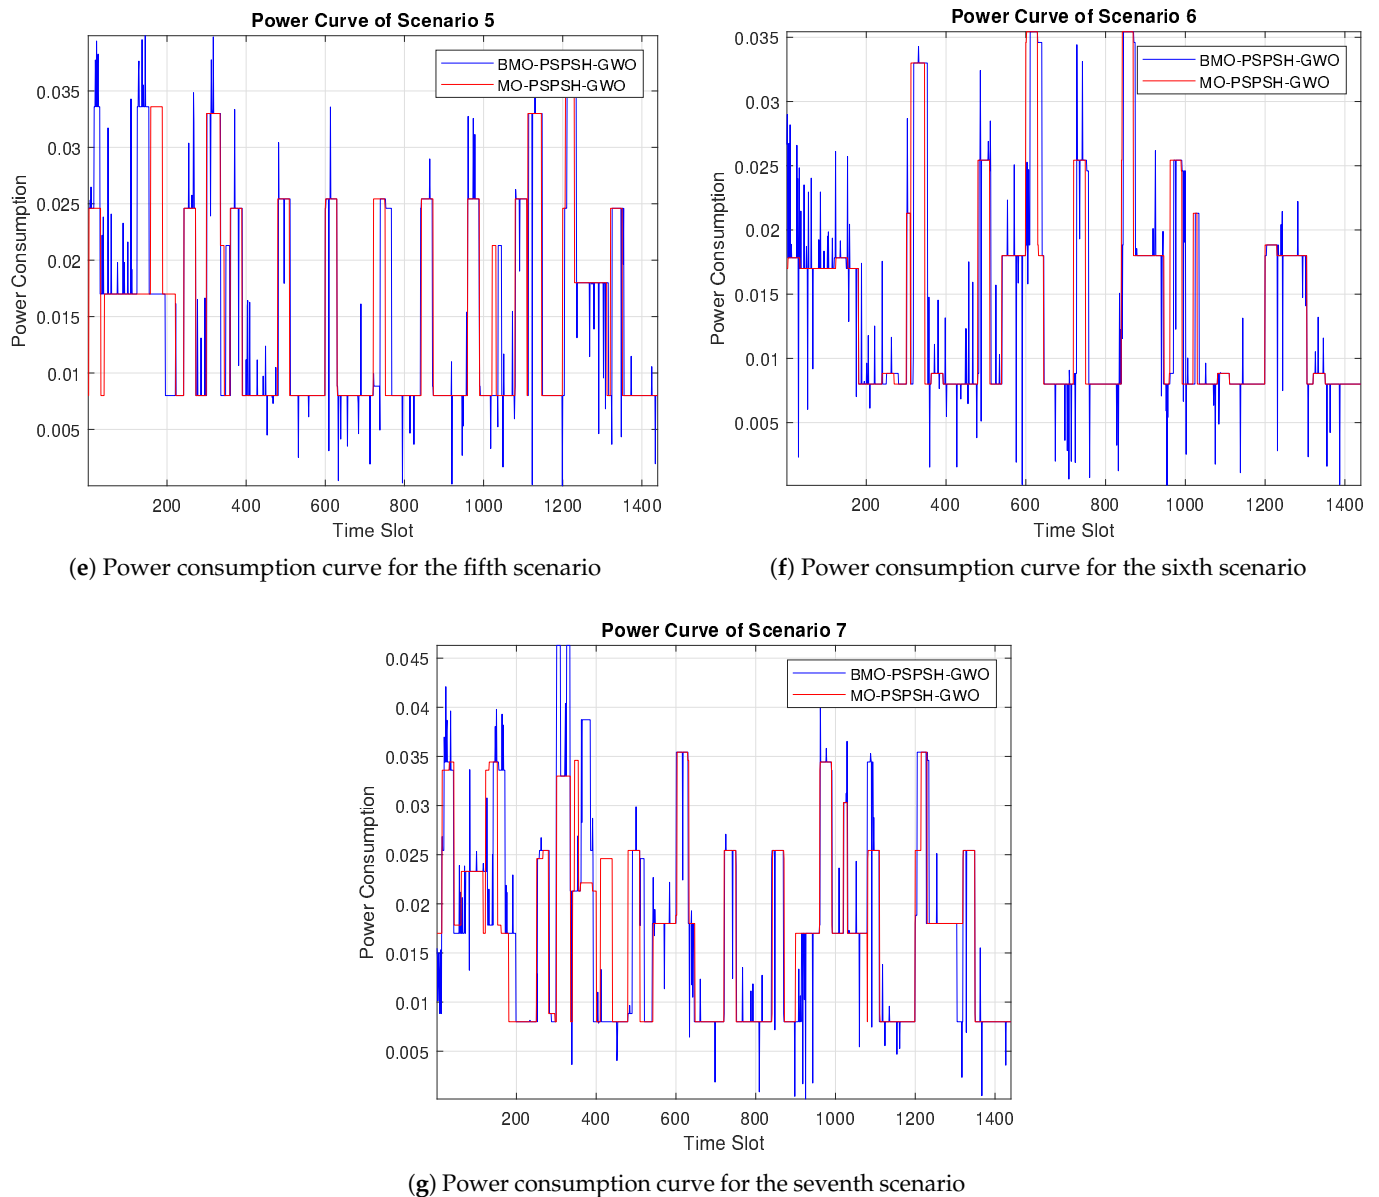 Power Curve of Scenario 5
BMO-PSPSH-GWO
MO-PSPSH-GWO
0.035
0.03
0.025
0.02
0.015
0.01
0.005
Power Consumption
200 400 600 800 1000 1200 1400
Time Slot
(e) Power consumption curve for the fifth scenario
Power Curve of Scenario 6
BMO-PSPSH-GWO
MO-PSPSH-GWO
0.035
0.03
0.025
0.02
0.015
0.01
0.005
Power Consumption
200 400 600 800 1000 1200 1400
Time Slot
(f) Power consumption curve for the sixth scenario
Power Curve of Scenario 7
BMO-PSPSH-GWO
MO-PSPSH-GWO
0.045
0.04
0.035
0.03
0.025
0.02
0.015
0.01
0.005
Power Consumption
200 400 600 800 1000 1200 1400
Time Slot
(g) Power consumption curve for the seventh scenario